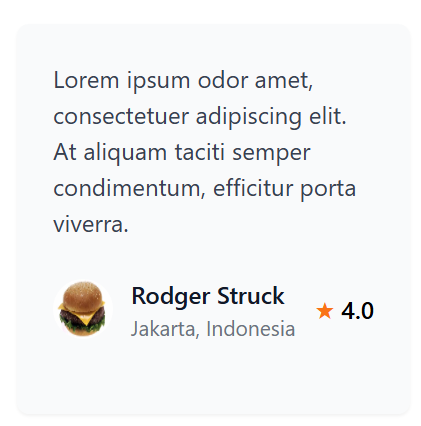 Lorem ipsum odor amet,
consectetuer adipiscing elit.
At aliquam taciti semper
condimentum, efficitur porta
viverra.
Rodger Struck
Jakarta, Indonesia
★ 4.0